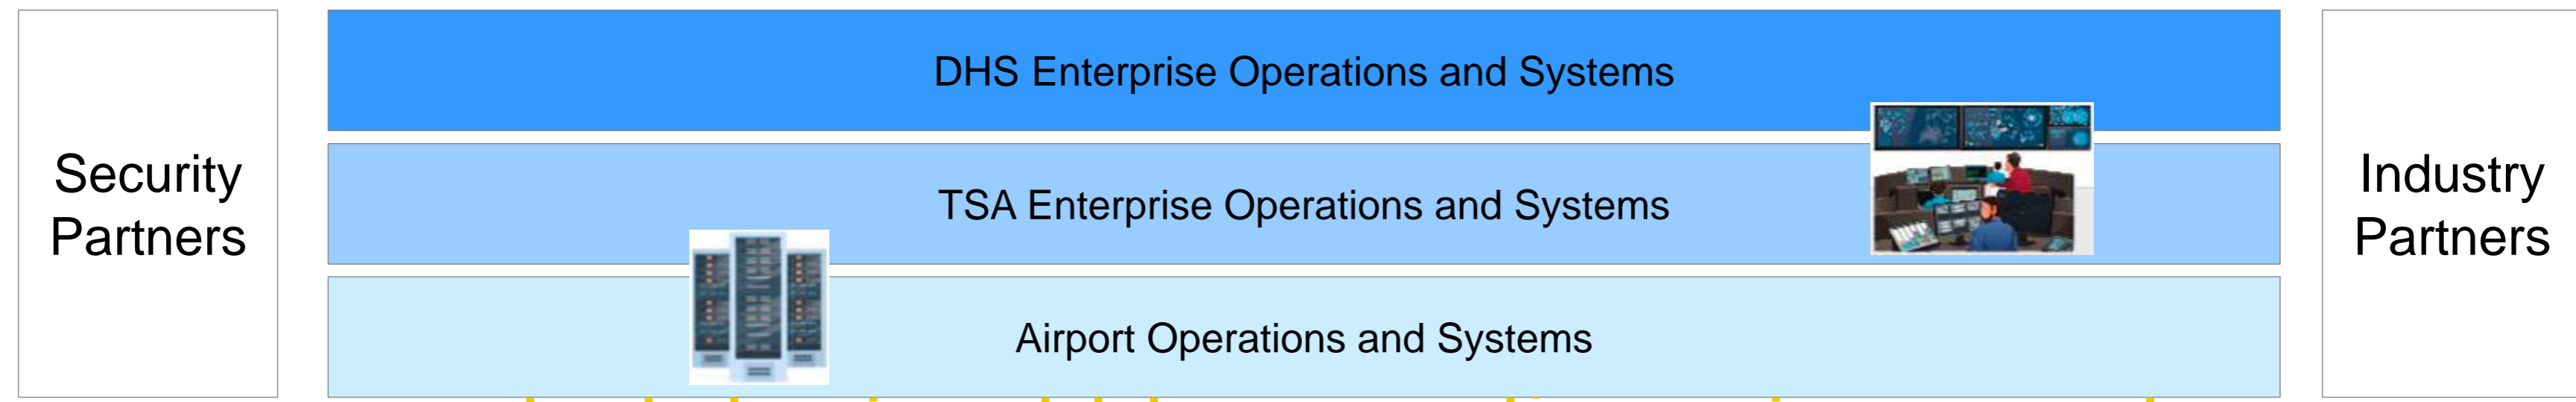 Security
Partners
DHS Enterprise Operations and Systems
TSA Enterprise Operations and Systems
Airport Operations and Systems
Industry
Partners